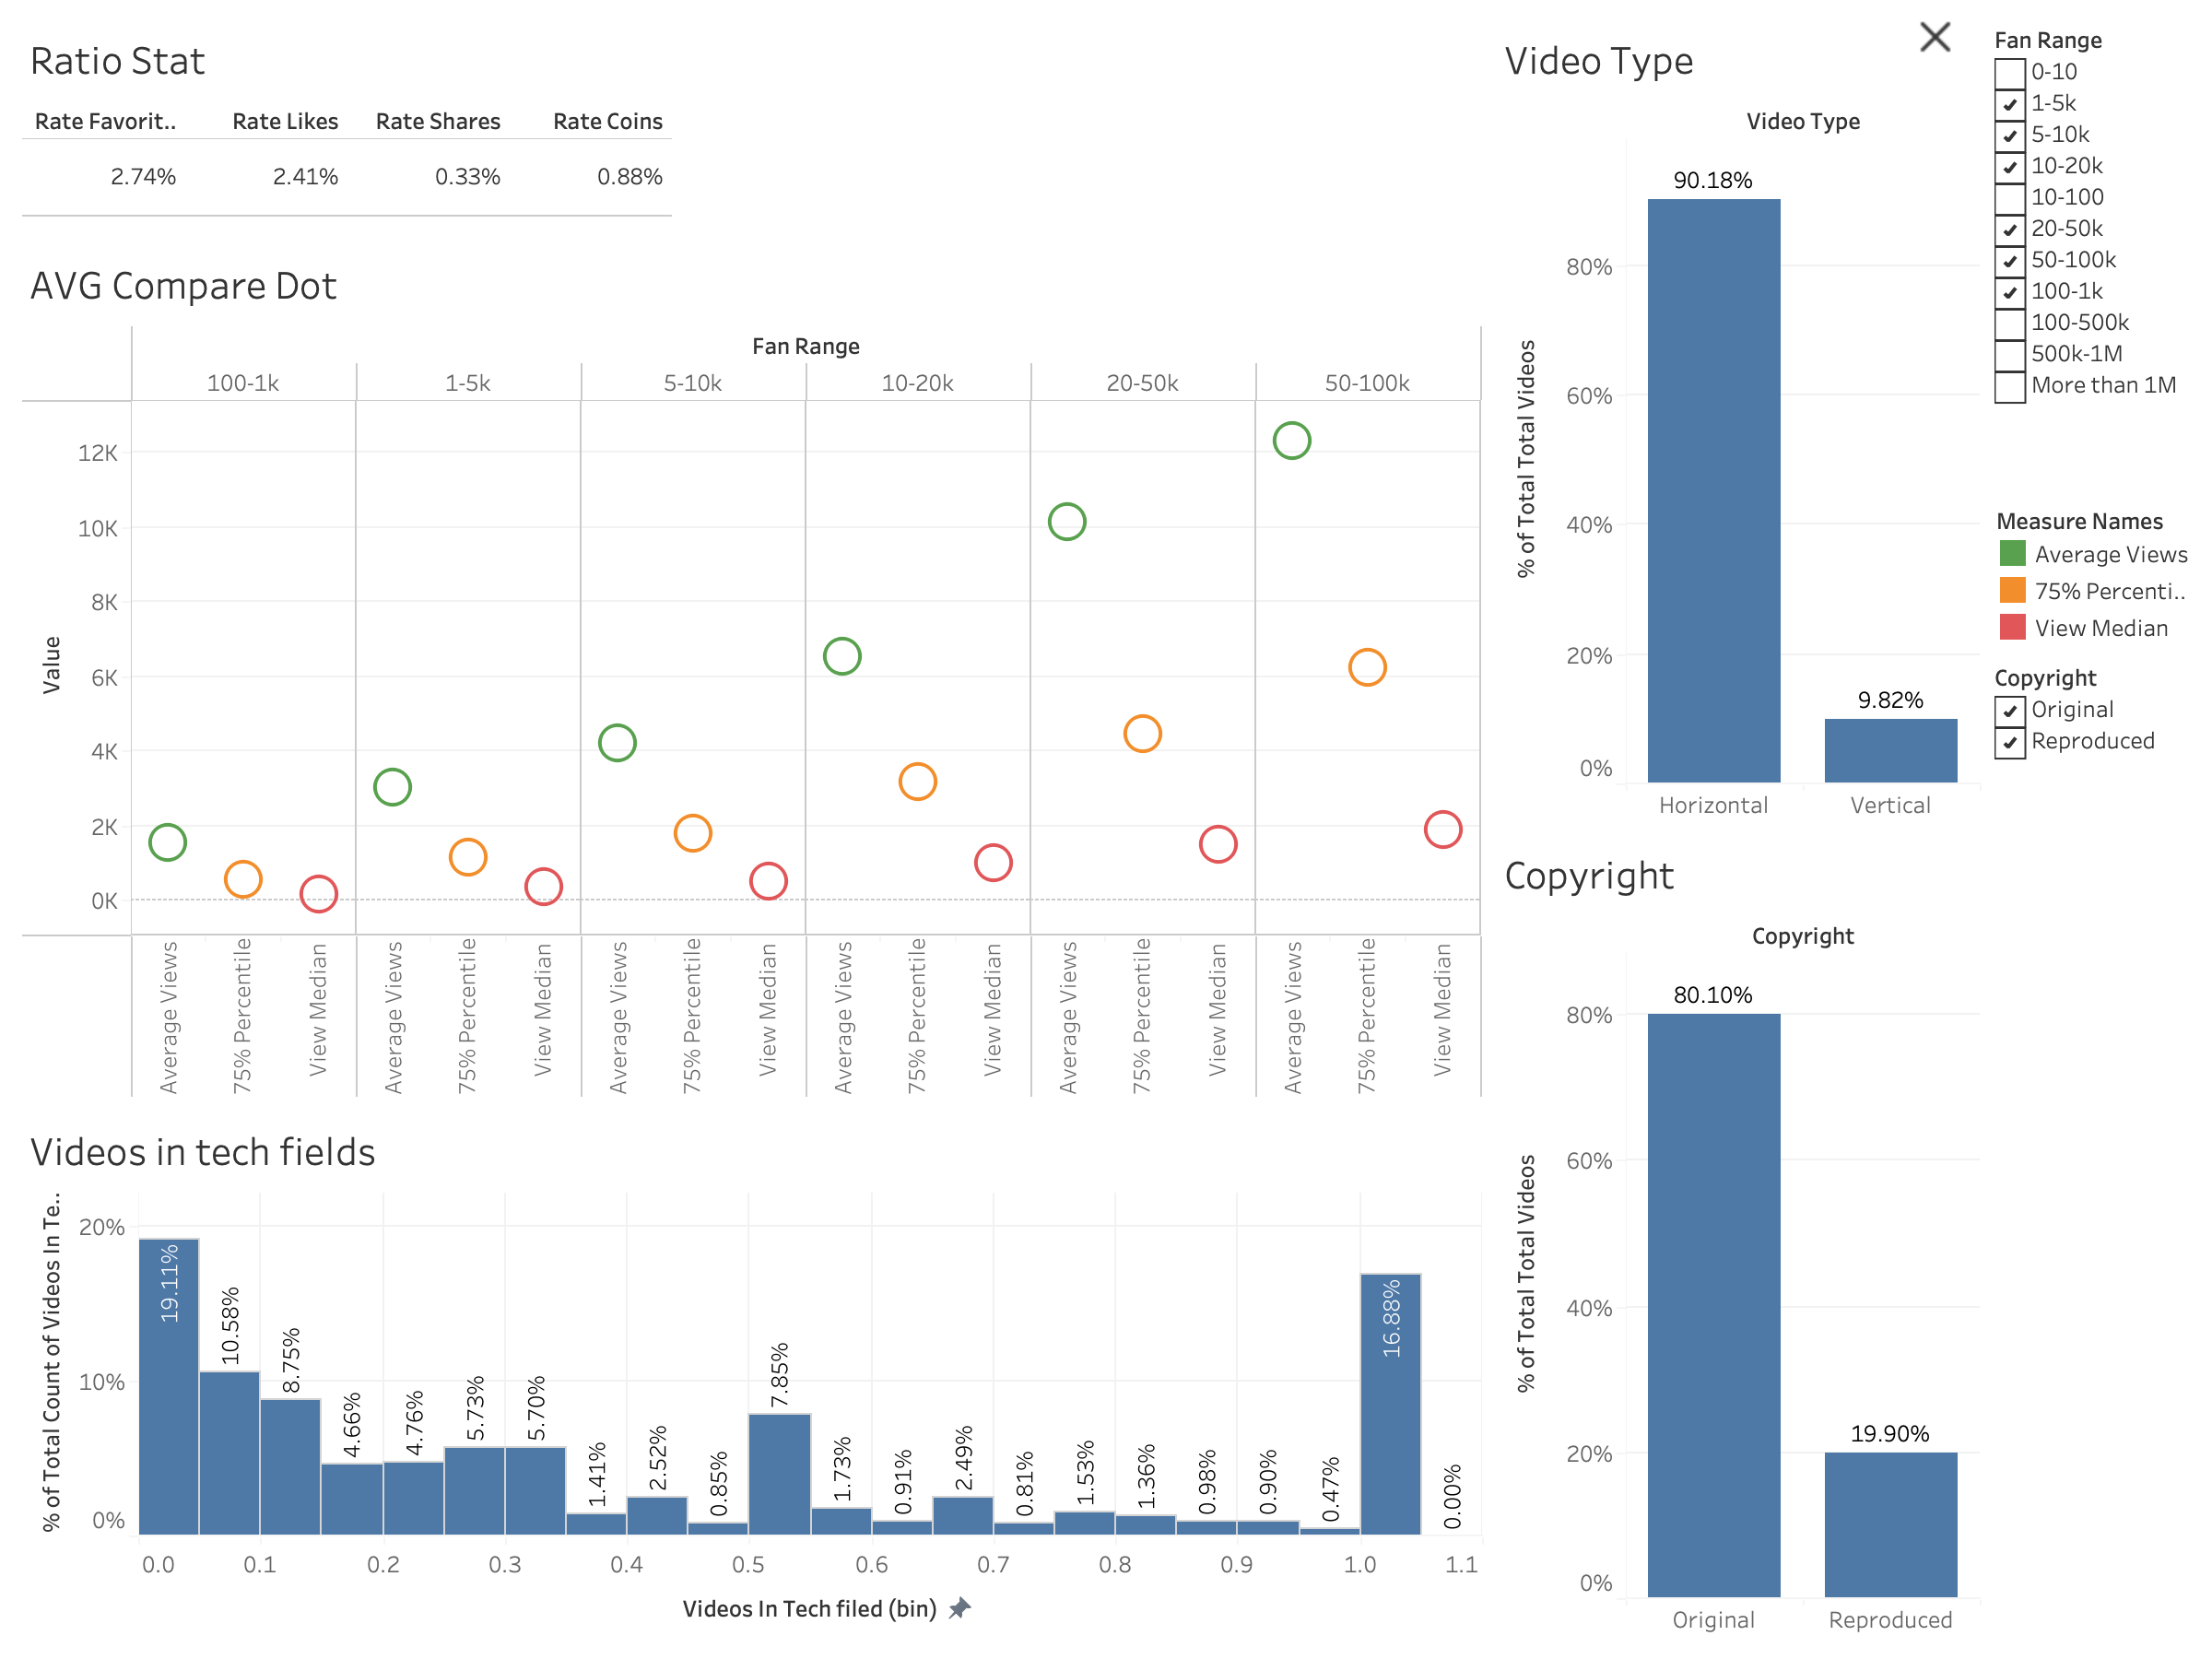 Ratio Stat
Rate Favorit.. Rate Likes Rate Shares Rate Coins
2.74% 2.41% 0.33% 0.88%
AVG Compare Dot
Fan Range
100-1k 1-5k 5-10k 10-20k 20-50k 50-100k
Value
12K
10K
8K
6K
4K
2K
0K
Average Views 75% Percentile View Median Average Views 75% Percentile View Median Average Views 75% Percentile View Median Average Views 75% Percentile View Median Average Views 75% Percentile View Median Average Views 75% Percentile View Median
Videos in tech fields
% of Total Count of Videos In Te..
20%
10%
0%
19.11% 10.58% 8.75% 4.66% 4.76% 5.73% 5.70% 1.41% 2.52% 0.85% 7.85% 1.73% 0.91% 2.49% 0.81% 1.53% 1.36% 0.98% 0.90% 0.47% 16.88% 0.00%
0.0 0.1 0.2 0.3 0.4 0.5 0.6 0.7 0.8 0.9 1.0 1.1
Videos In Tech filed (bin)
Video Type
Video Type
% of Total Total Videos
90.18%
80%
60%
40%
20%
9.82%
0%
Horizontal Vertical
Copyright
Copyright
% of Total Total Videos
80.10%
80%
60%
40%
20%
19.90%
0%
Original Reproduced
Fan Range
0-10
1-5k
5-10k
10-20k
10-100
20-50k
50-100k
100-1k
100-500k
500k-1M
More than 1M
Measure Names
Average Views
75% Percenti..
View Median
Copyright
Original
Reproduced